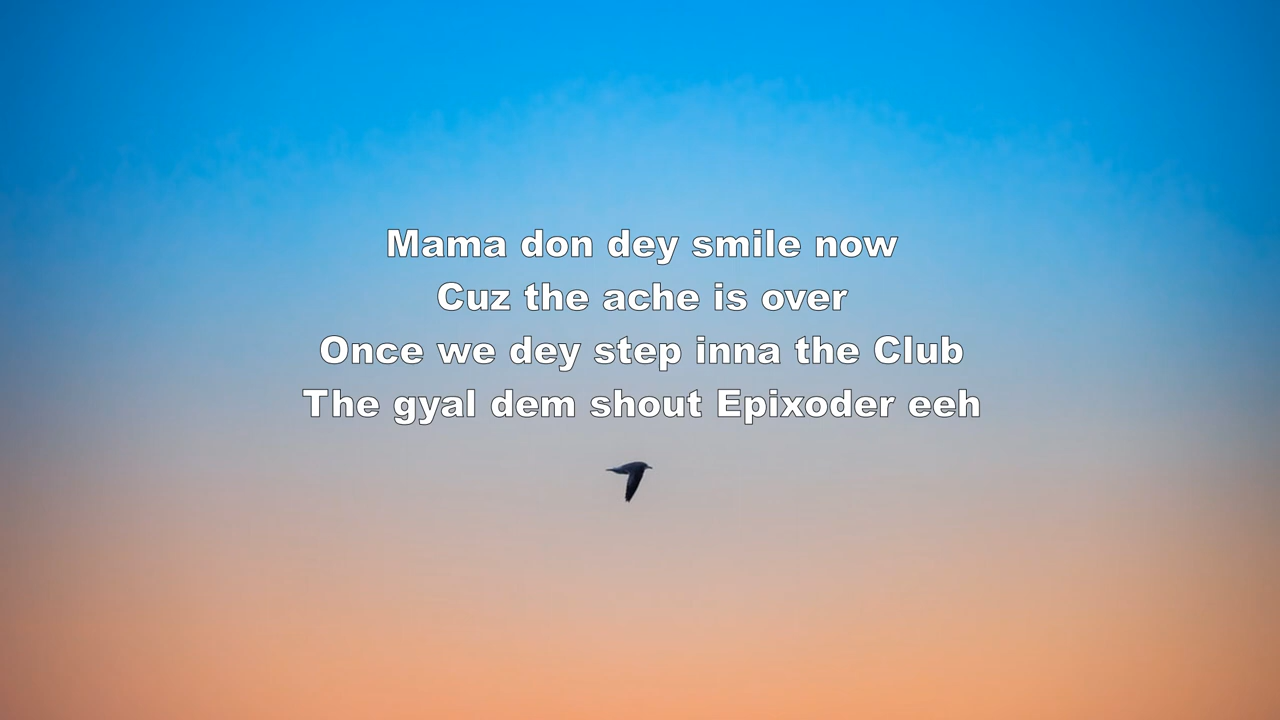 Mama don dey smile now
Cuz the ache is over
Once we dey step inna the Club
The gyal dem shout Epixoder eeh